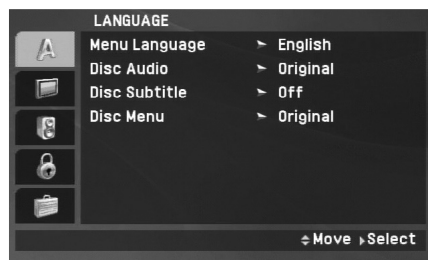 LANGUAGE
Menu Language ➤ English
Disc Audio ➤ Original
Disc Subtitle ➤ Off
Disc Menu ➤ Original
Move Select